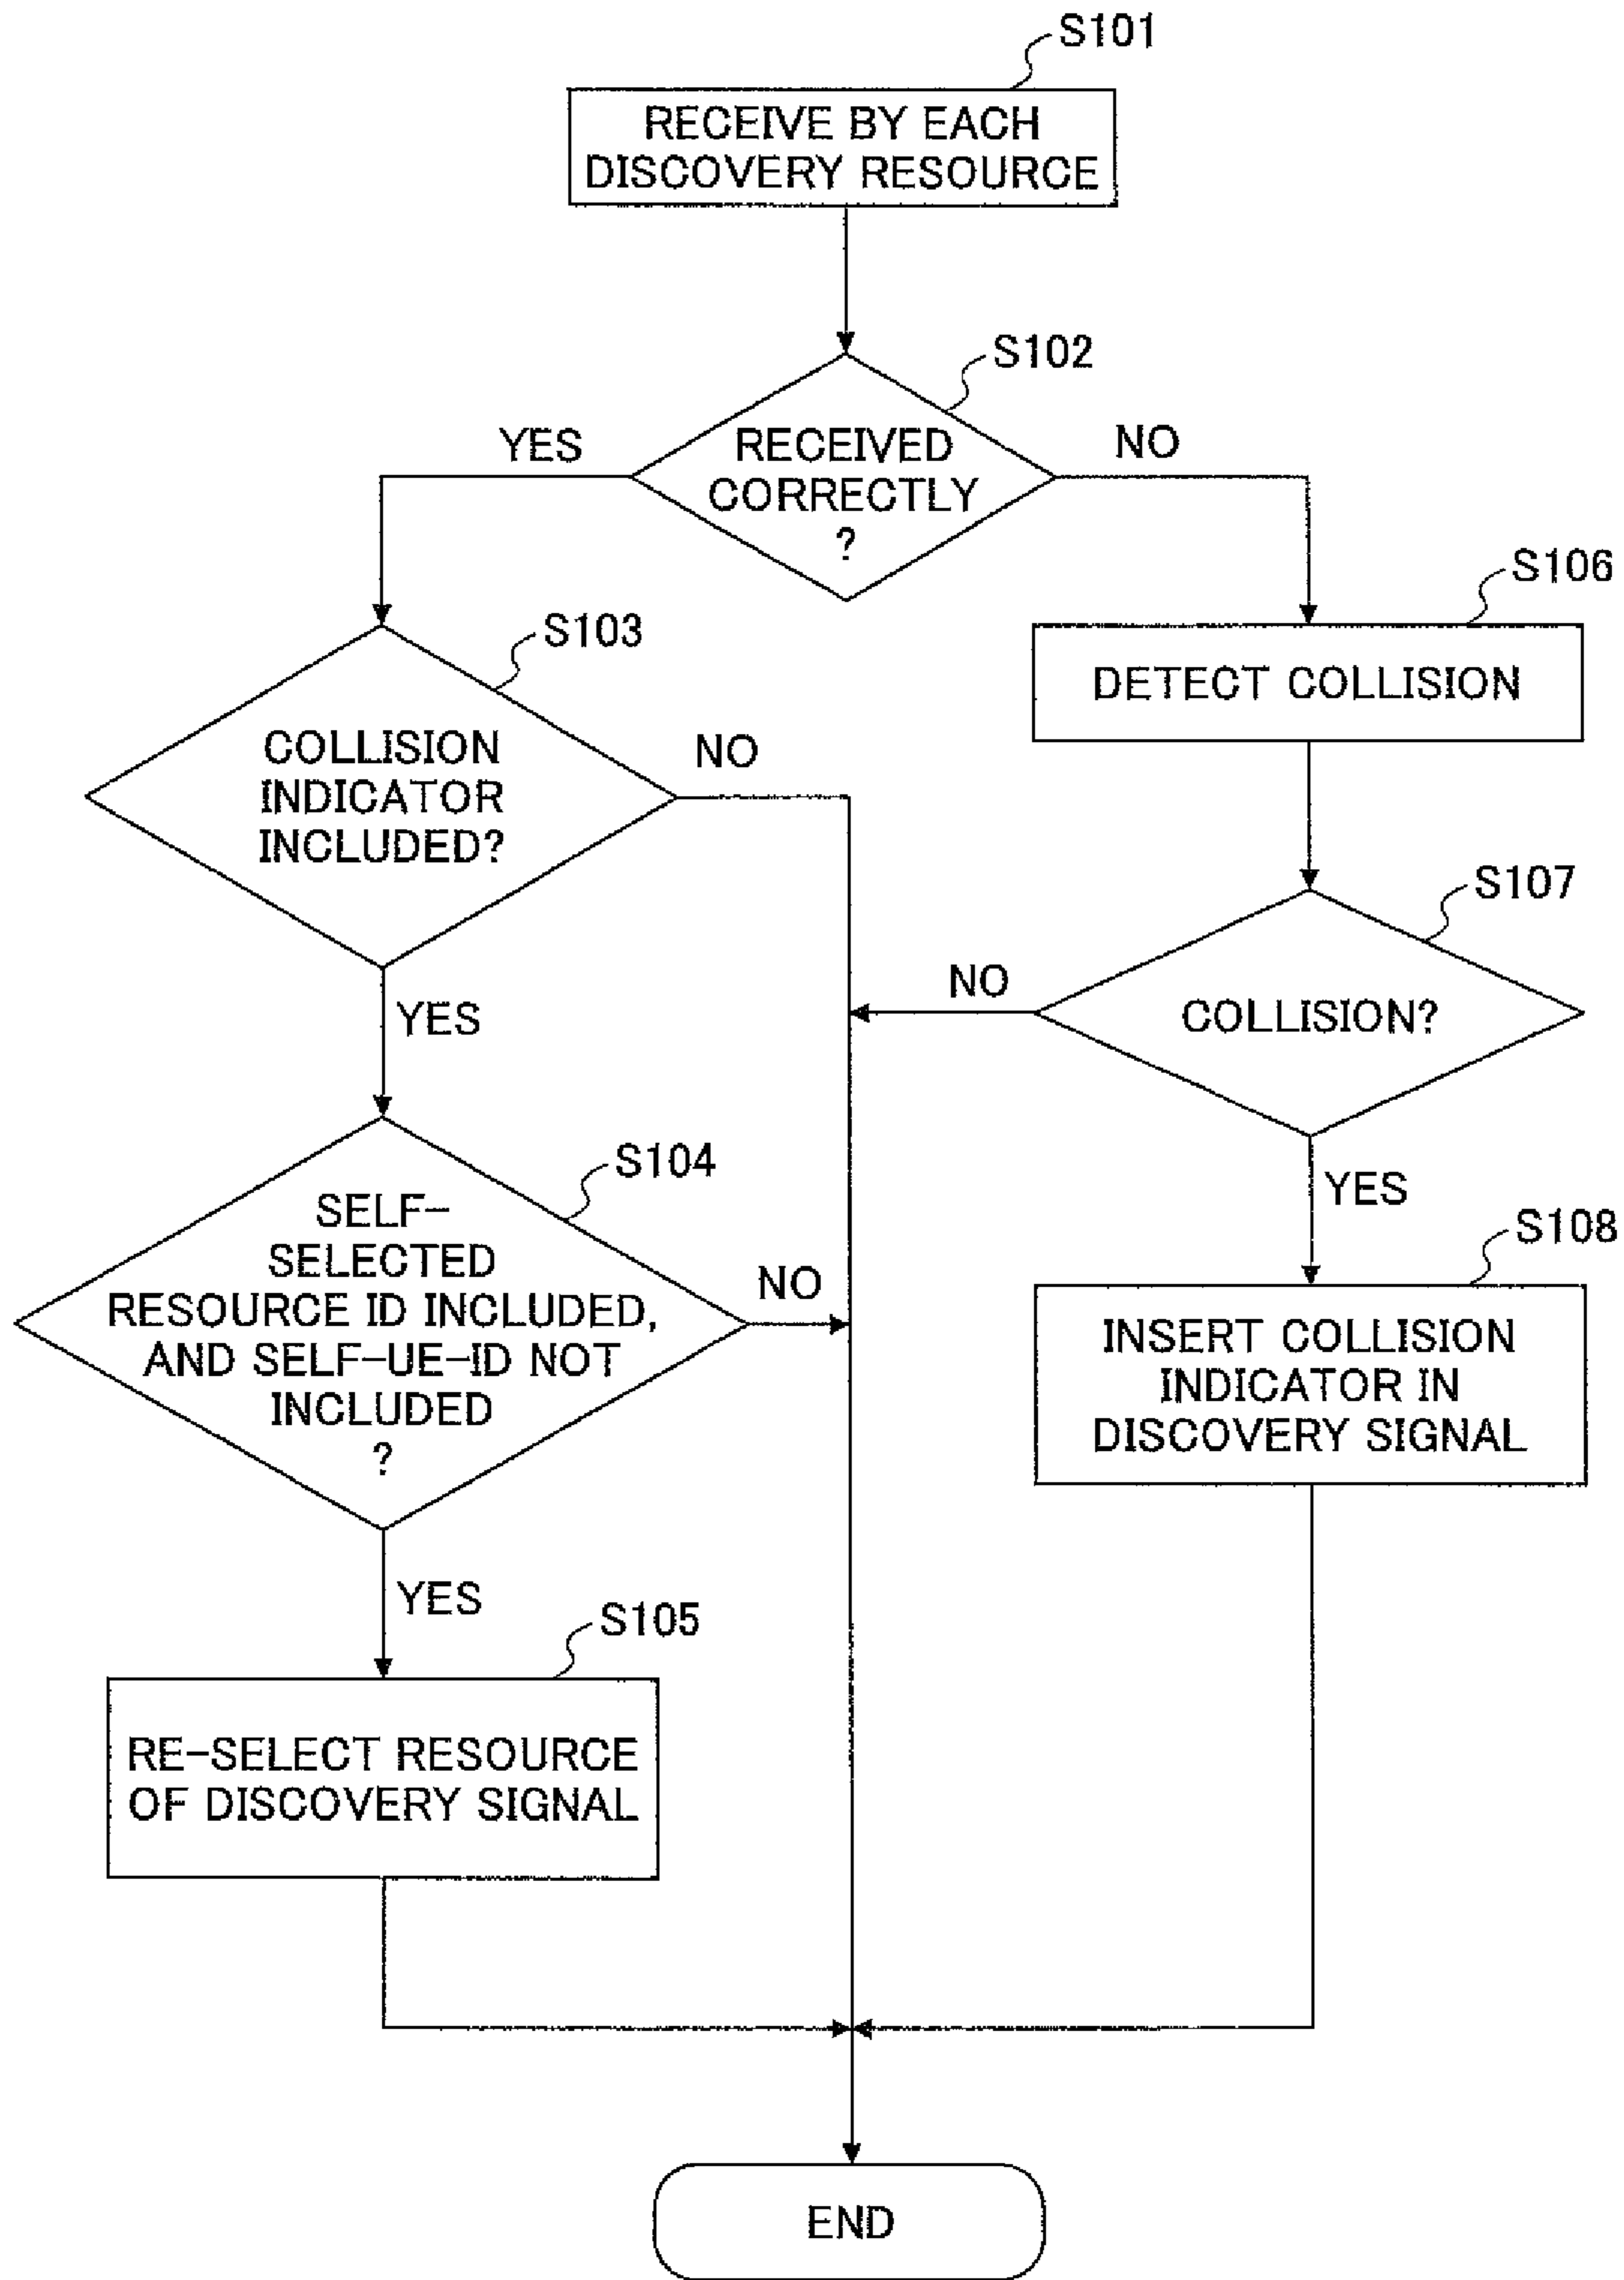 S101
RECEIVE BY EACH
DISCOVERY RESOURCE
S102
RECEIVED
CORRECTLY
?
YES
NO
S103
COLLISION
INDICATOR
INCLUDED?
NO
YES
S106
DETECT COLLISION
S107
COLLISION?
NO
YES
S104
SELF-
SELECTED
RESOURCE ID INCLUDED,
AND SELF-UE-ID NOT
INCLUDED
?
NO
YES
S108
INSERT COLLISION
INDICATOR IN
DISCOVERY SIGNAL
S105
RE-SELECT RESOURCE
OF DISCOVERY SIGNAL
END